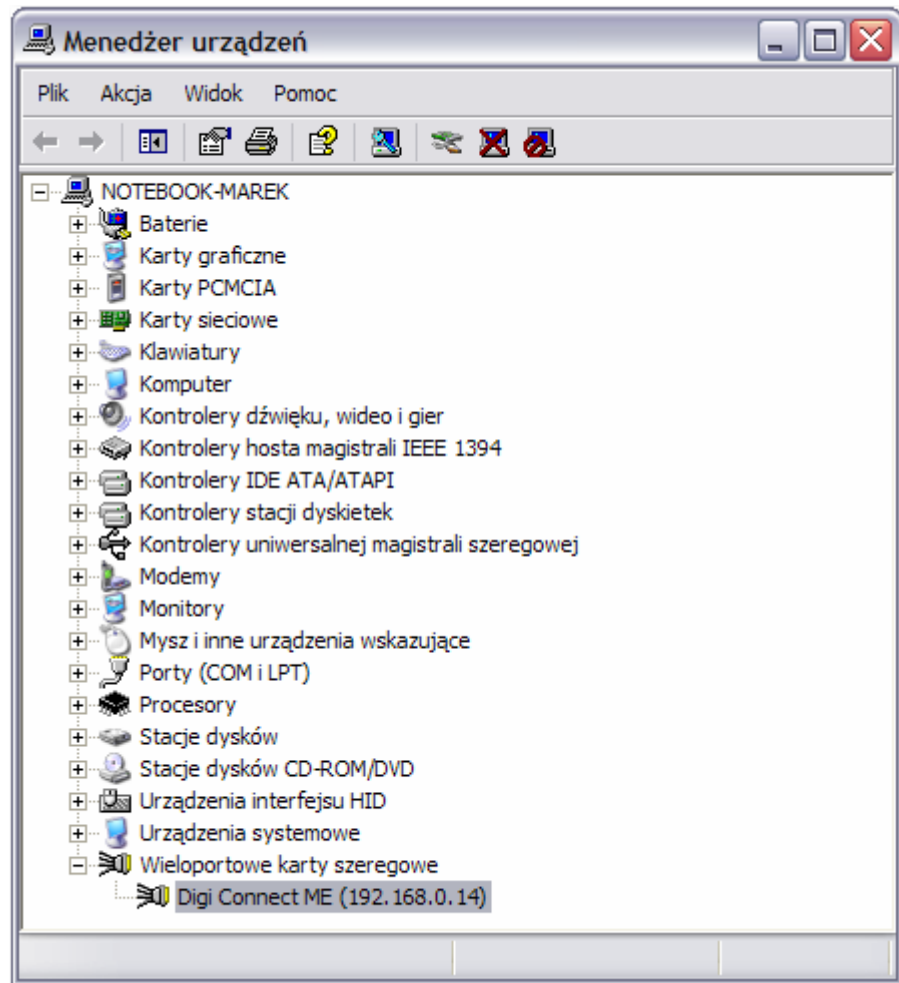 Menedżer urządzeń
Plik Akcja Widok Pomoc
NOTEBOOK-MAREK
Baterie
Karty graficzne
Karty PCMCIA
Karty sieciowe
Klawiatury
Komputer
Kontrolery dźwięku, wideo i gier
Kontrolery hosta magistrali IEEE 1394
Kontrolery IDE ATA/ATAPI
Kontrolery stacji dyskietek
Kontrolery uniwersalnej magistrali szeregowej
Modemy
Monitory
Mysz i inne urządzenia wskazujące
Porty (COM i LPT)
Procesory
Stacje dysków
Stacje dysków CD-ROM/DVD
Urządzenia interfejsu HID
Urządzenia systemowe
Wieloportowe karty szeregowe
Digi Connect ME (192.168.0.14)